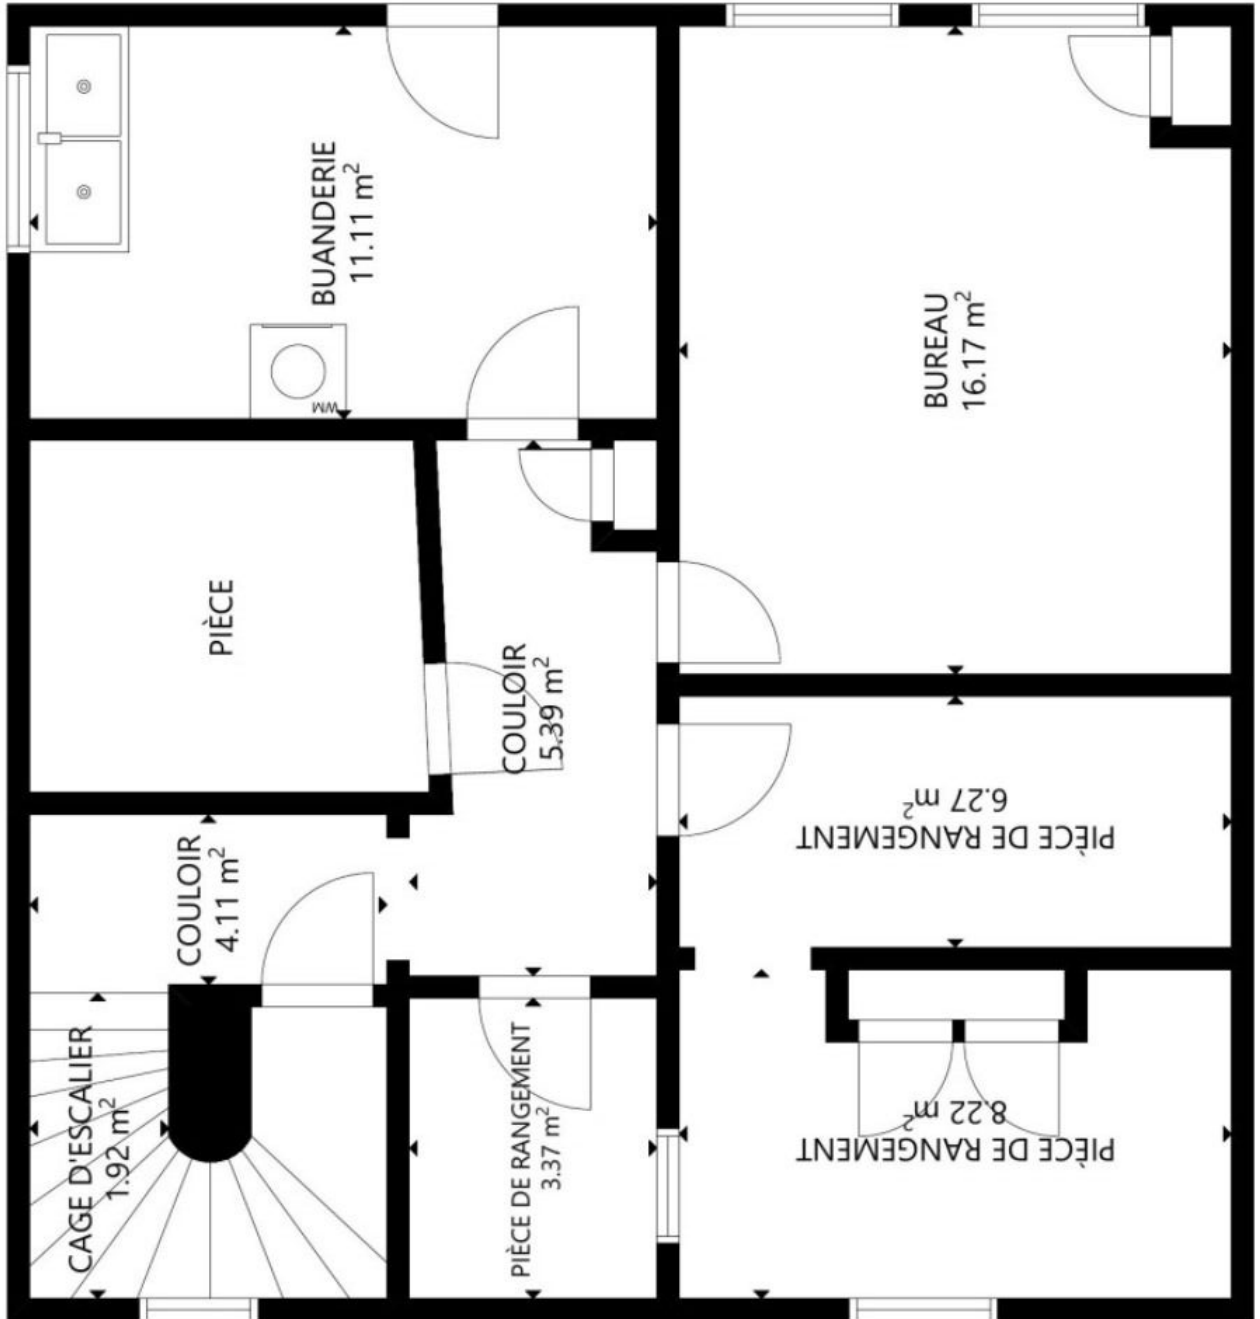 BUANDERIE
11.11 m²
WM
BUREAU
16.17 m²
PIÈCE
COULOIR
5.39 m²
PIÈCE DE RANGEMENT
6.27 m²
COULOIR
4.11 m²
CAGE D'ESCALIER
1.92 m²
PIÈCE DE RANGEMENT
3.37 m²
PIÈCE DE RANGEMENT
8.22 m²